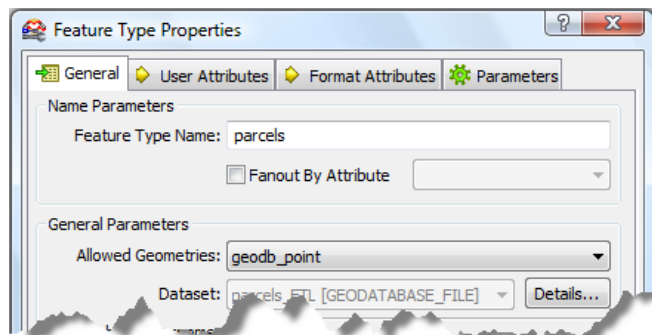 Feature Type Properties
General User Attributes Format Attributes Parameters
Name Parameters
Feature Type Name: parcels
Fanout By Attribute
General Parameters
Allowed Geometries: geodb_point
Dataset: parcels_ETL [GEODATABASE_FILE] Details...